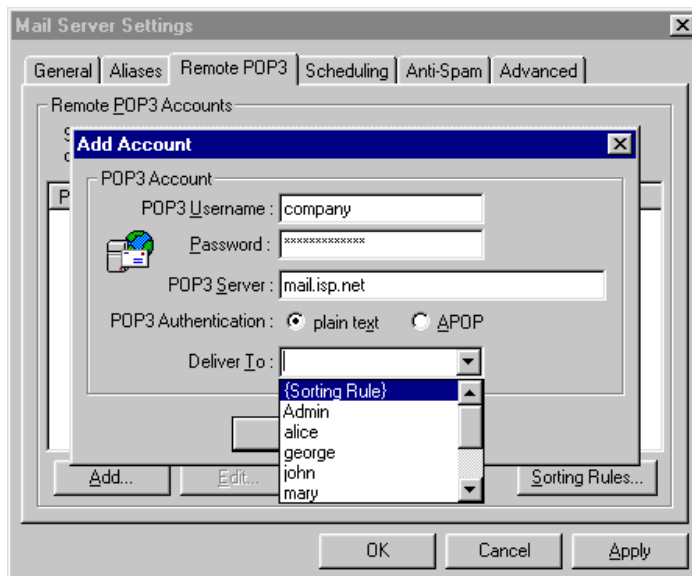 Mail Server Settings
General Aliases Remote POP3 Scheduling Anti-Spam Advanced
Remote POP3 Accounts
Add Account
POP3 Account
POP3 Username : company
Password : xxxxxxxxxxxxx
POP3 Server : mail.isp.net
POP3 Authentication : plain text APOP
Deliver To :
{Sorting Rule}
Admin
alice
george
john
mary
Add... Edit... Sorting Rules...
OK Cancel Apply